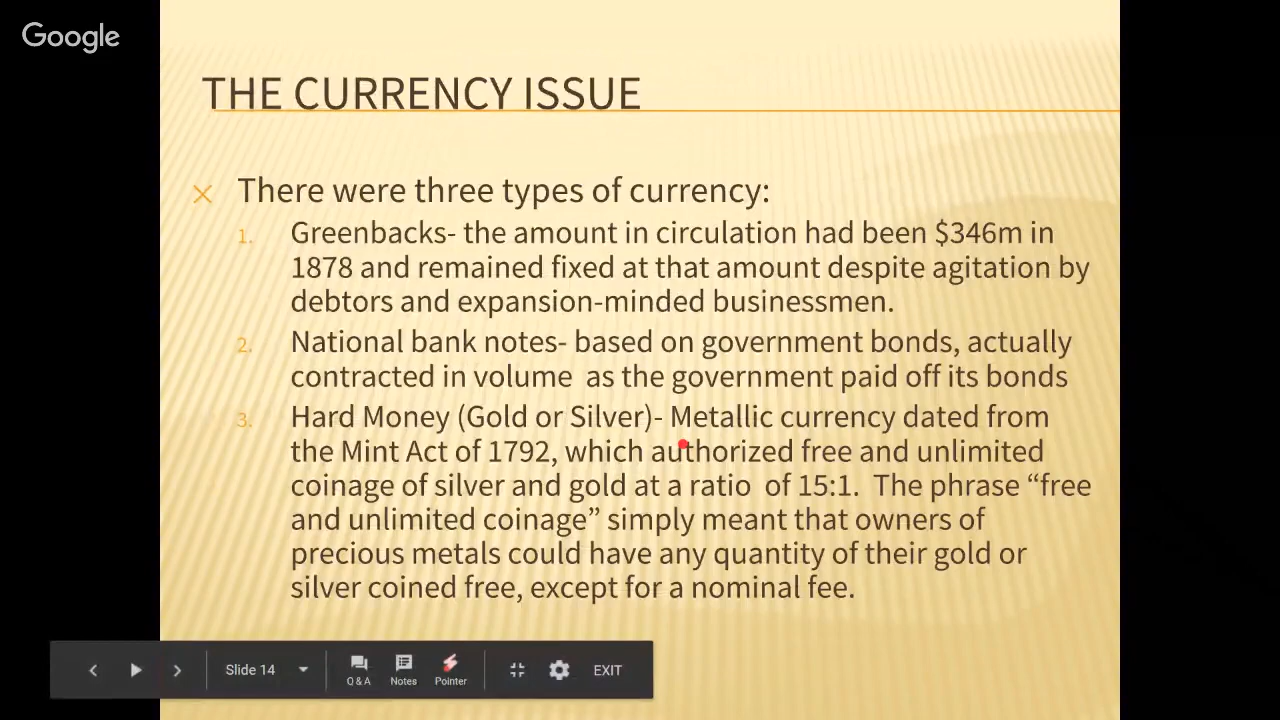 Google
THE CURRENCY ISSUE
There were three types of currency:
1. Greenbacks- the amount in circulation had been $346m in
1878 and remained fixed at that amount despite agitation by
debtors and expansion-minded businessmen.
2. National bank notes- based on government bonds, actually
contracted in volume as the government paid off its bonds
3. Hard Money (Gold or Silver)- Metallic currency dated from
the Mint Act of 1792, which authorized free and unlimited
coinage of silver and gold at a ratio of 15:1. The phrase “free
and unlimited coinage” simply meant that owners of
precious metals could have any quantity of their gold or
silver coined free, except for a nominal fee.
Slide 14 Q & A Notes Pointer EXIT